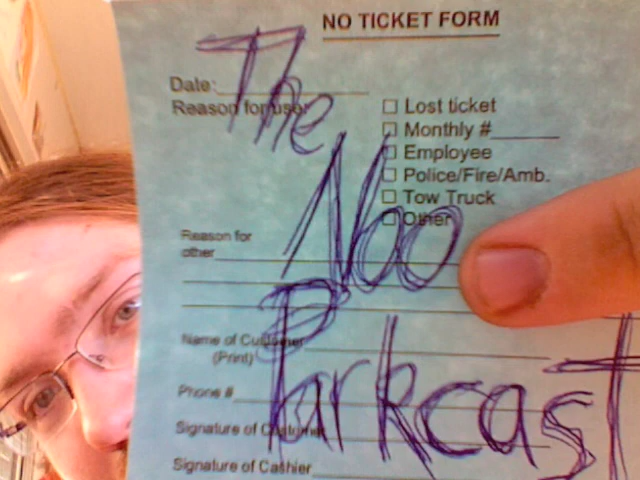 NO TICKET FORM
Date:
Reason for use:
☐ Lost ticket
☐ Monthly #
☐ Employee
☐ Police/Fire/Amb.
☐ Tow Truck
☐ Other
Reason for
other
Name of Customer
(Print)
Phone #
Signature of Customer
Signature of Cashier
The
Noo
Parkcast